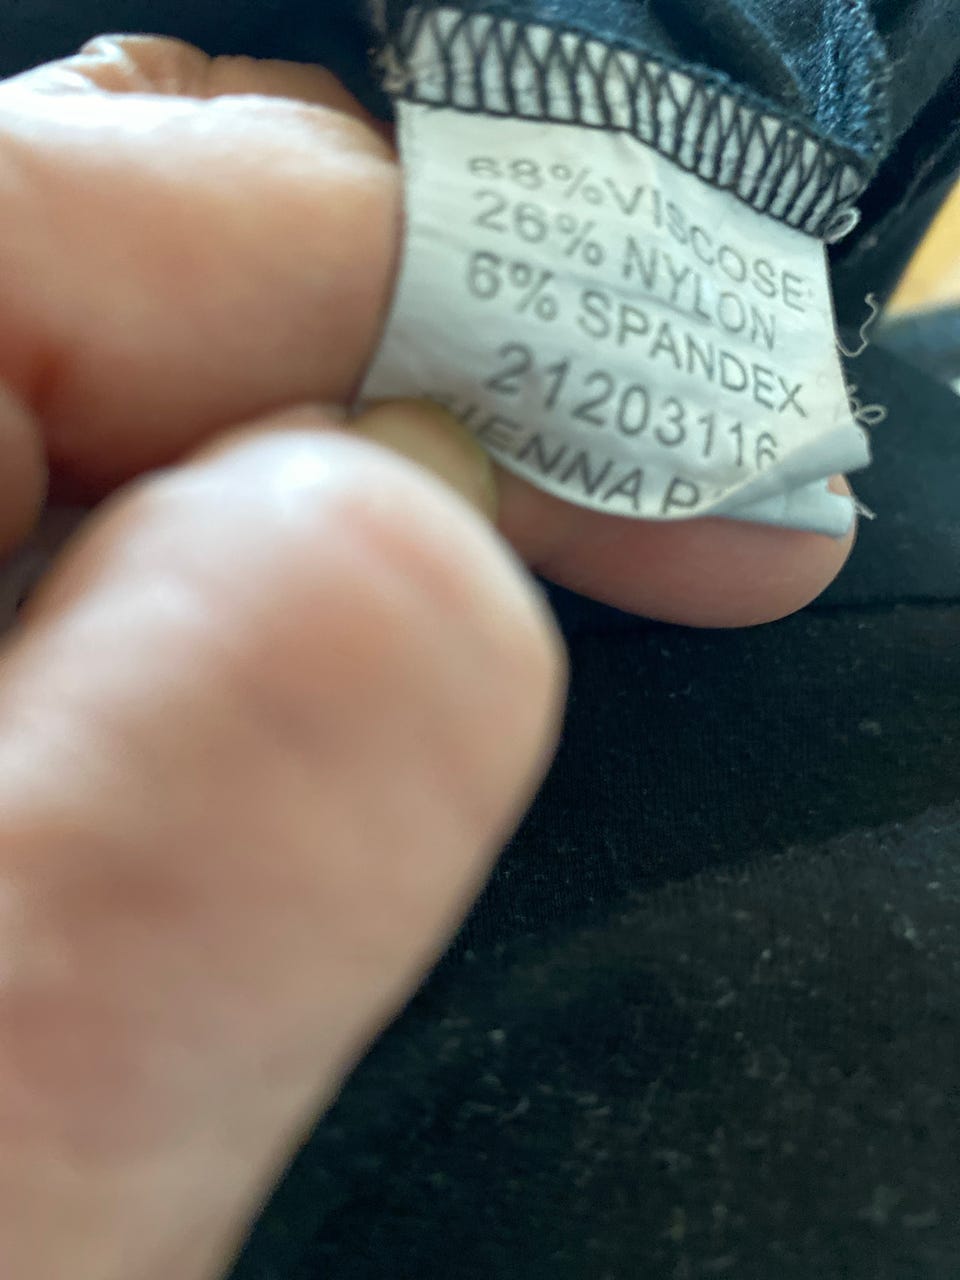 68%VISCOSE
26% NYLON
6% SPANDEX
21203116